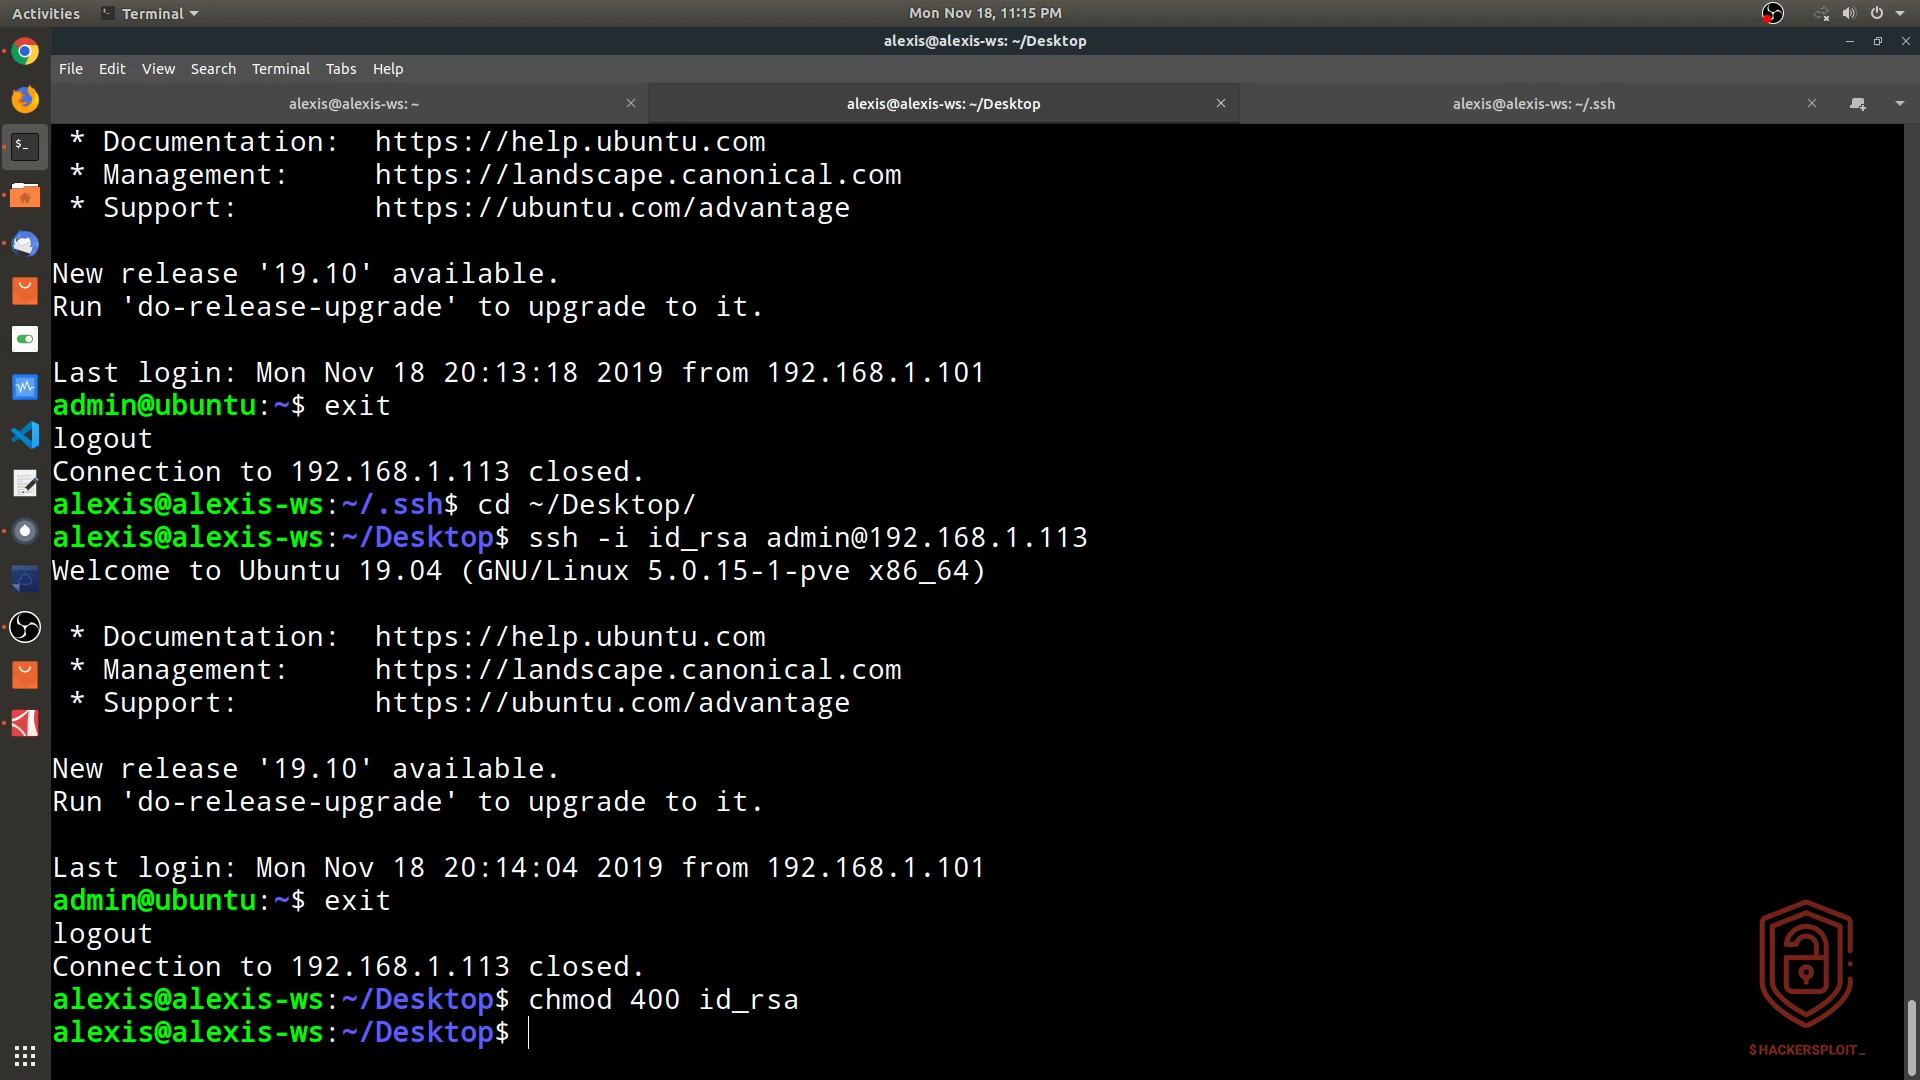 Activities Terminal Mon Nov 18, 11:15 PM
alexis@alexis-ws: ~/Desktop
File Edit View Search Terminal Tabs Help
alexis@alexis-ws: ~ alexis@alexis-ws: ~/Desktop alexis@alexis-ws: ~/.ssh
* Documentation: https://help.ubuntu.com
* Management: https://landscape.canonical.com
* Support: https://ubuntu.com/advantage
New release '19.10' available.
Run 'do-release-upgrade' to upgrade to it.
Last login: Mon Nov 18 20:13:18 2019 from 192.168.1.101
admin@ubuntu:~$ exit
logout
Connection to 192.168.1.113 closed.
alexis@alexis-ws:~/.ssh$ cd ~/Desktop/
alexis@alexis-ws:~/Desktop$ ssh -i id_rsa admin@192.168.1.113
Welcome to Ubuntu 19.04 (GNU/Linux 5.0.15-1-pve x86_64)
* Documentation: https://help.ubuntu.com
* Management: https://landscape.canonical.com
* Support: https://ubuntu.com/advantage
New release '19.10' available.
Run 'do-release-upgrade' to upgrade to it.
Last login: Mon Nov 18 20:14:04 2019 from 192.168.1.101
admin@ubuntu:~$ exit
logout
Connection to 192.168.1.113 closed.
alexis@alexis-ws:~/Desktop$ chmod 400 id_rsa
alexis@alexis-ws:~/Desktop$
$HACKERSPLOIT_